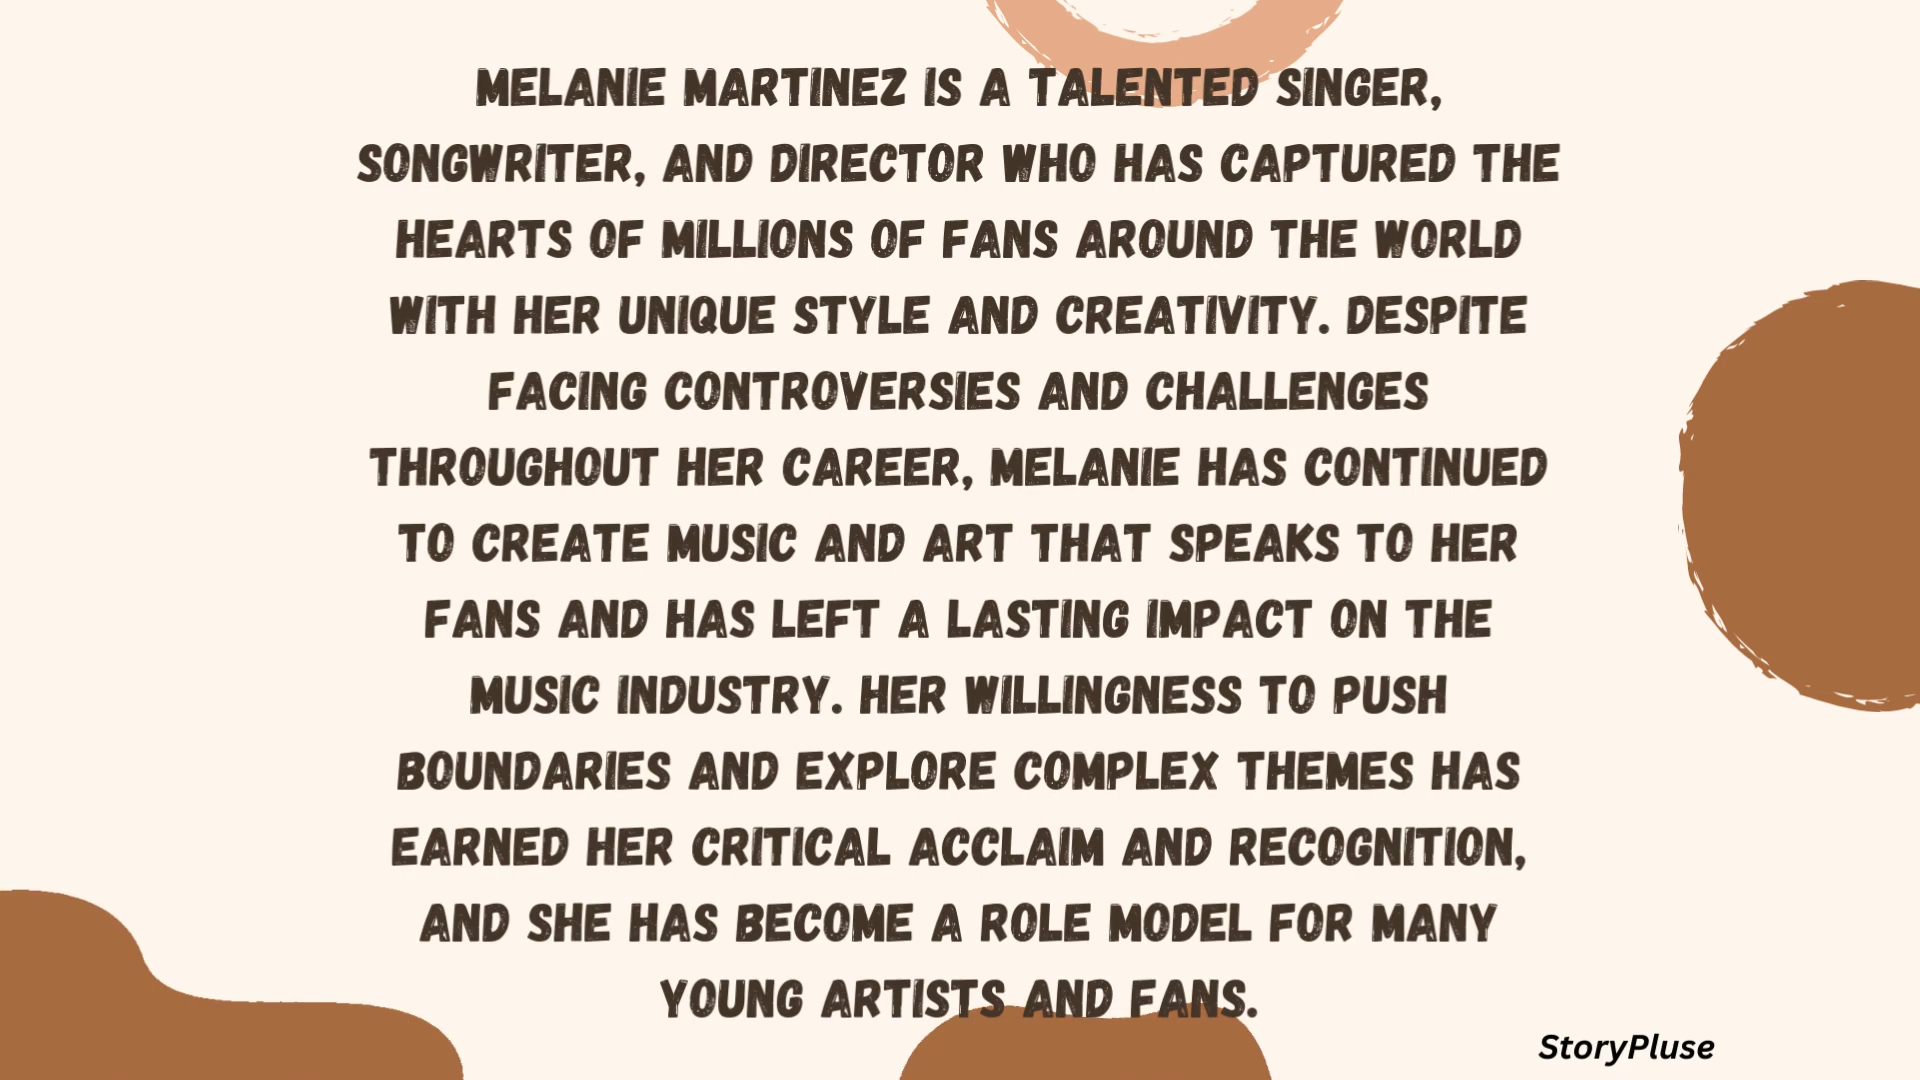 MELANIE MARTINEZ IS A TALENTED SINGER,
SONGWRITER, AND DIRECTOR WHO HAS CAPTURED THE
HEARTS OF MILLIONS OF FANS AROUND THE WORLD
WITH HER UNIQUE STYLE AND CREATIVITY. DESPITE
FACING CONTROVERSIES AND CHALLENGES
THROUGHOUT HER CAREER, MELANIE HAS CONTINUED
TO CREATE MUSIC AND ART THAT SPEAKS TO HER
FANS AND HAS LEFT A LASTING IMPACT ON THE
MUSIC INDUSTRY. HER WILLINGNESS TO PUSH
BOUNDARIES AND EXPLORE COMPLEX THEMES HAS
EARNED HER CRITICAL ACCLAIM AND RECOGNITION,
AND SHE HAS BECOME A ROLE MODEL FOR MANY
YOUNG ARTISTS AND FANS.
StoryPluse